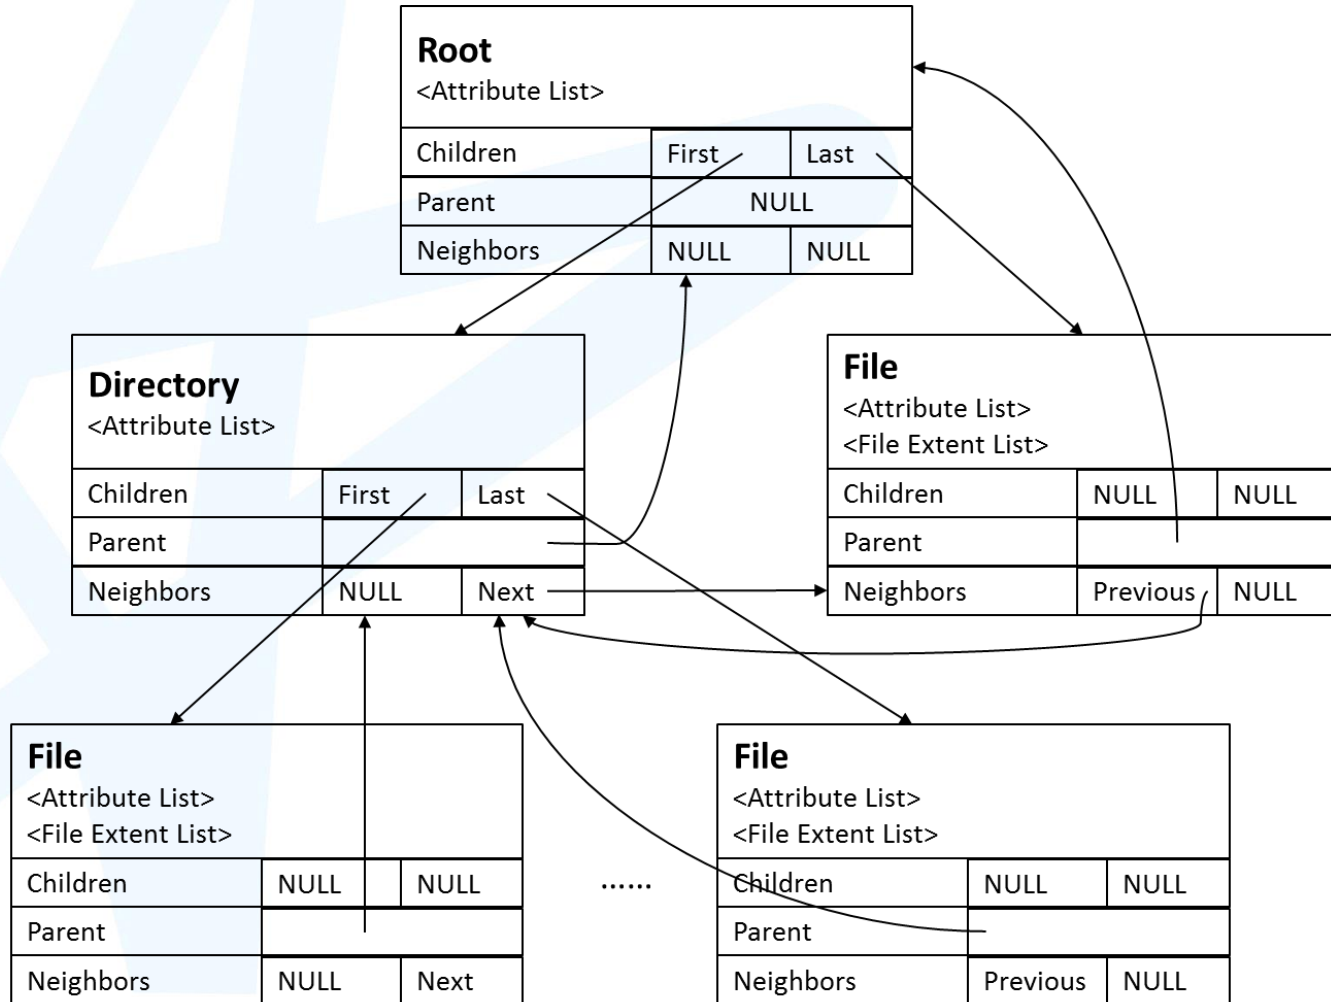 Root
<Attribute List>
Children First Last
Parent NULL
Neighbors NULL NULL
Directory
<Attribute List>
Children First Last
Parent
Neighbors NULL Next
File
<Attribute List>
<File Extent List>
Children NULL NULL
Parent
Neighbors Previous NULL
File
<Attribute List>
<File Extent List>
Children NULL NULL
Parent
Neighbors NULL Next
......
File
<Attribute List>
<File Extent List>
Children NULL NULL
Parent
Neighbors Previous NULL